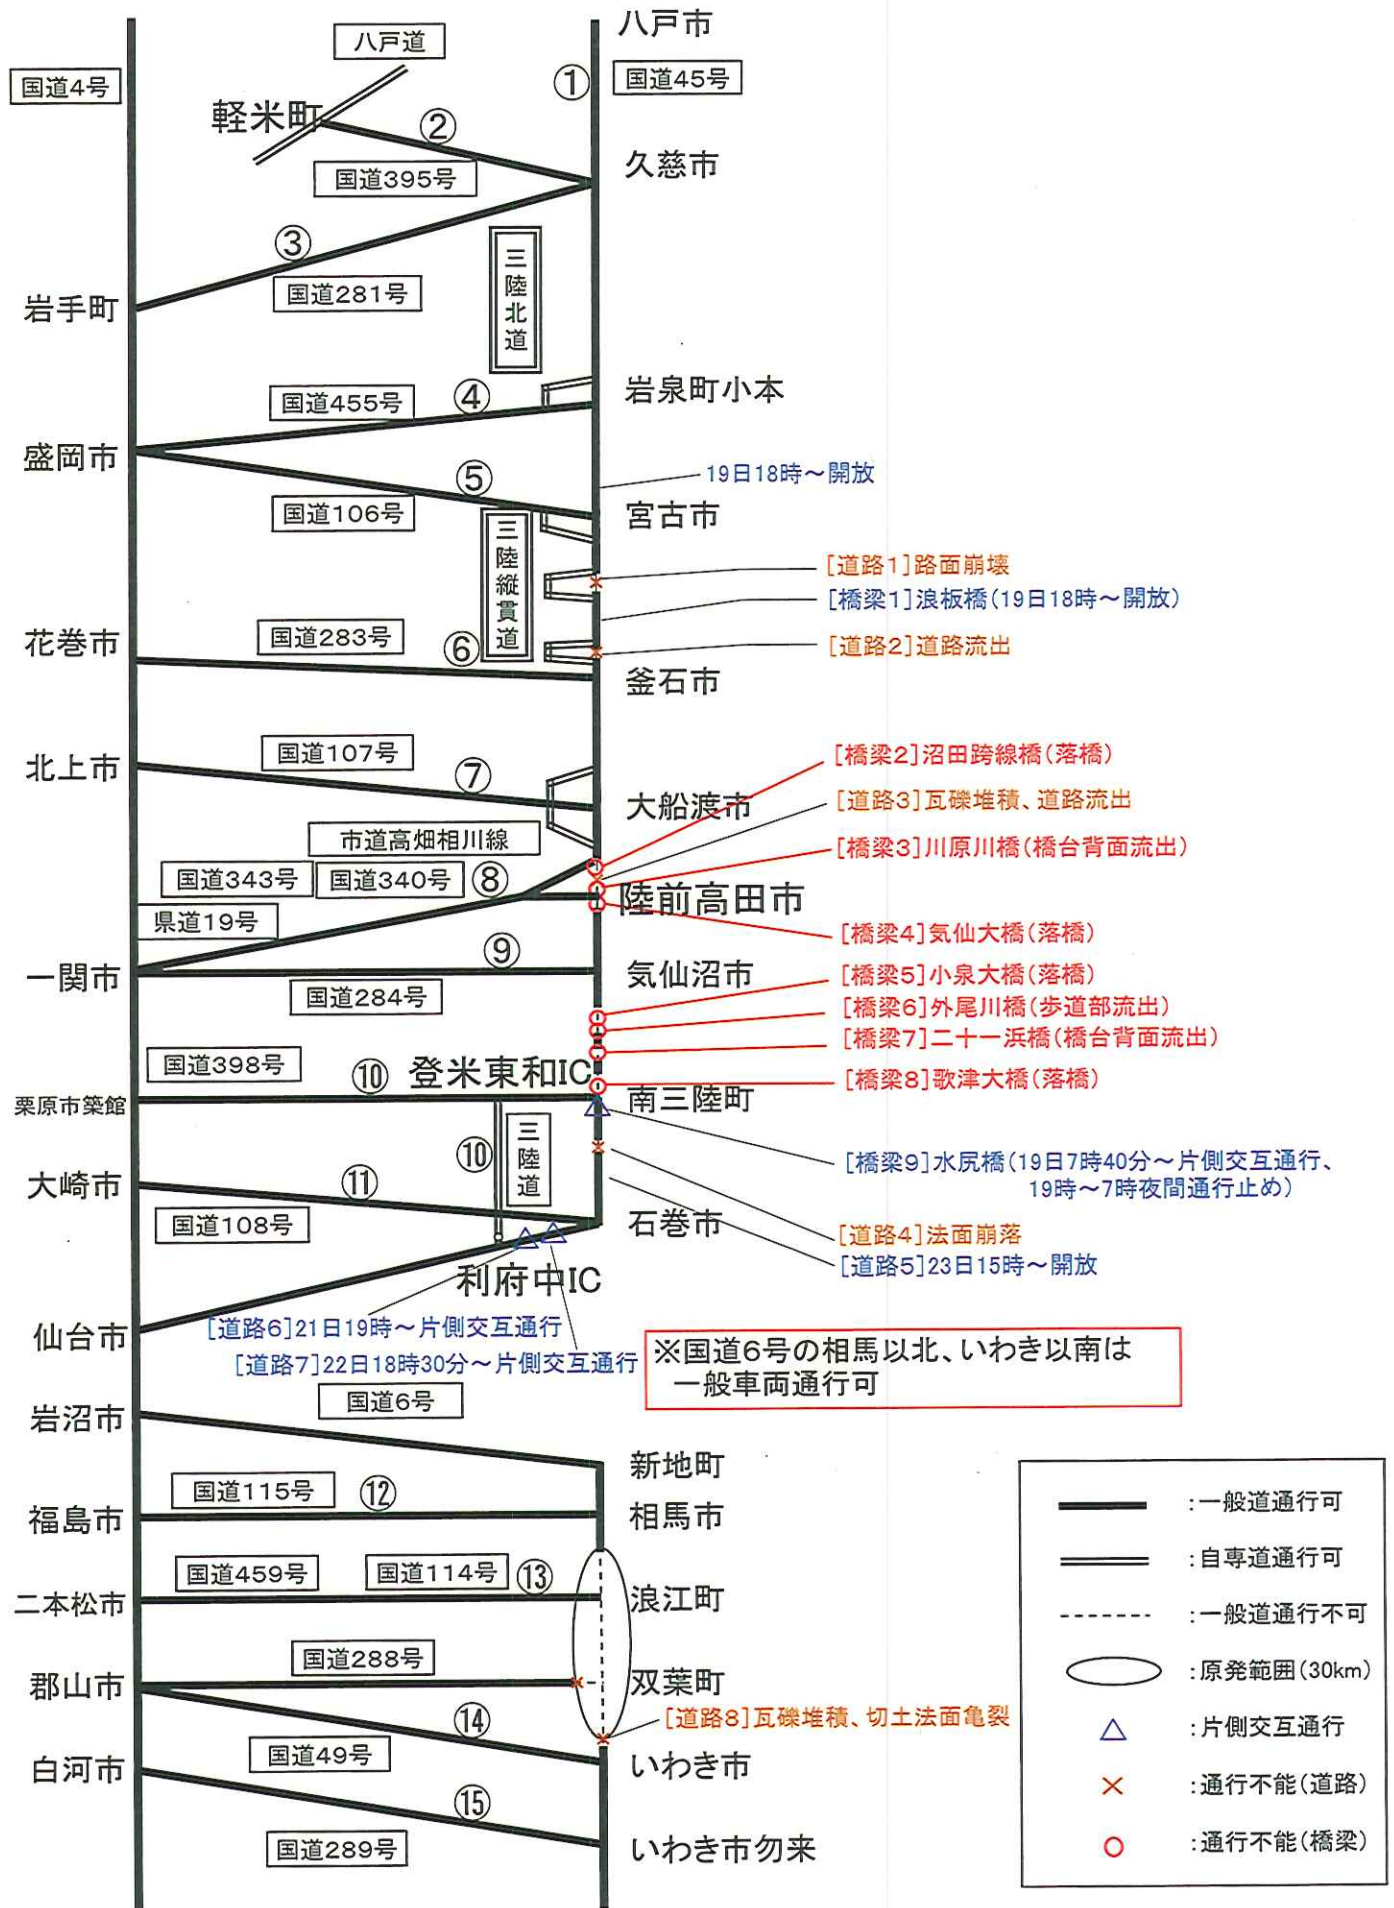 八戸市
八戸道
国道4号
①
国道45号
軽米町
②
久慈市
国道395号
③
三陸北道
国道281号
岩手町
岩泉町小本
国道455号
④
盛岡市
⑤
19日18時～開放
国道106号
宮古市
三陸縦貫道
[道路1]路面崩壊
[橋梁1]浪板橋(19日18時～開放)
花巻市
国道283号
⑥
[道路2]道路流出
釜石市
国道107号
[橋梁2]沼田跨線橋(落橋)
北上市
⑦
[道路3]瓦礫堆積、道路流出
大船渡市
市道高畑相川線
[橋梁3]川原川橋(橋台背面流出)
国道343号
国道340号
⑧
陸前高田市
県道19号
[橋梁4]気仙大橋(落橋)
⑨
一関市
気仙沼市
[橋梁5]小泉大橋(落橋)
国道284号
[橋梁6]外尾川橋(歩道部流出)
[橋梁7]二十一浜橋(橋台背面流出)
国道398号
⑩
登米東和IC
[橋梁8]歌津大橋(落橋)
栗原市築館
南三陸町
⑩
三陸道
[橋梁9]水尻橋(19日7時40分～片側交互通行、
19時～7時夜間通行止め)
大崎市
⑪
国道108号
石巻市
[道路4]法面崩落
[道路5]23日15時～開放
利府中IC
仙台市
[道路6]21日19時～片側交互通行
[道路7]22日18時30分～片側交互通行
※国道6号の相馬以北、いわき以南は
一般車両通行可
国道6号
岩沼市
新地町
国道115号
⑫
福島市
相馬市
国道459号
国道114号
⑬
二本松市
浪江町
国道288号
郡山市
双葉町
[道路8]瓦礫堆積、切土法面亀裂
⑭
国道49号
いわき市
白河市
⑮
国道289号
いわき市勿来
:一般道通行可
:自専道通行可
:一般道通行不可
:原発範囲(30km)
:片側交互通行
:通行不能(道路)
:通行不能(橋梁)